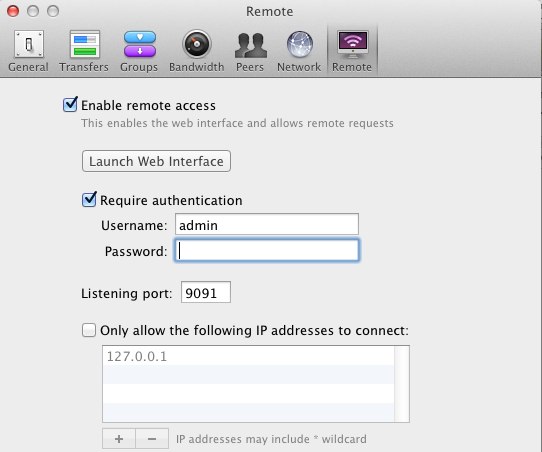 Remote
General Transfers Groups Bandwidth Peers Network Remote
Enable remote access
This enables the web interface and allows remote requests
Launch Web Interface
Require authentication
Username: admin
Password:
Listening port: 9091
Only allow the following IP addresses to connect:
127.0.0.1
+ − IP addresses may include * wildcard